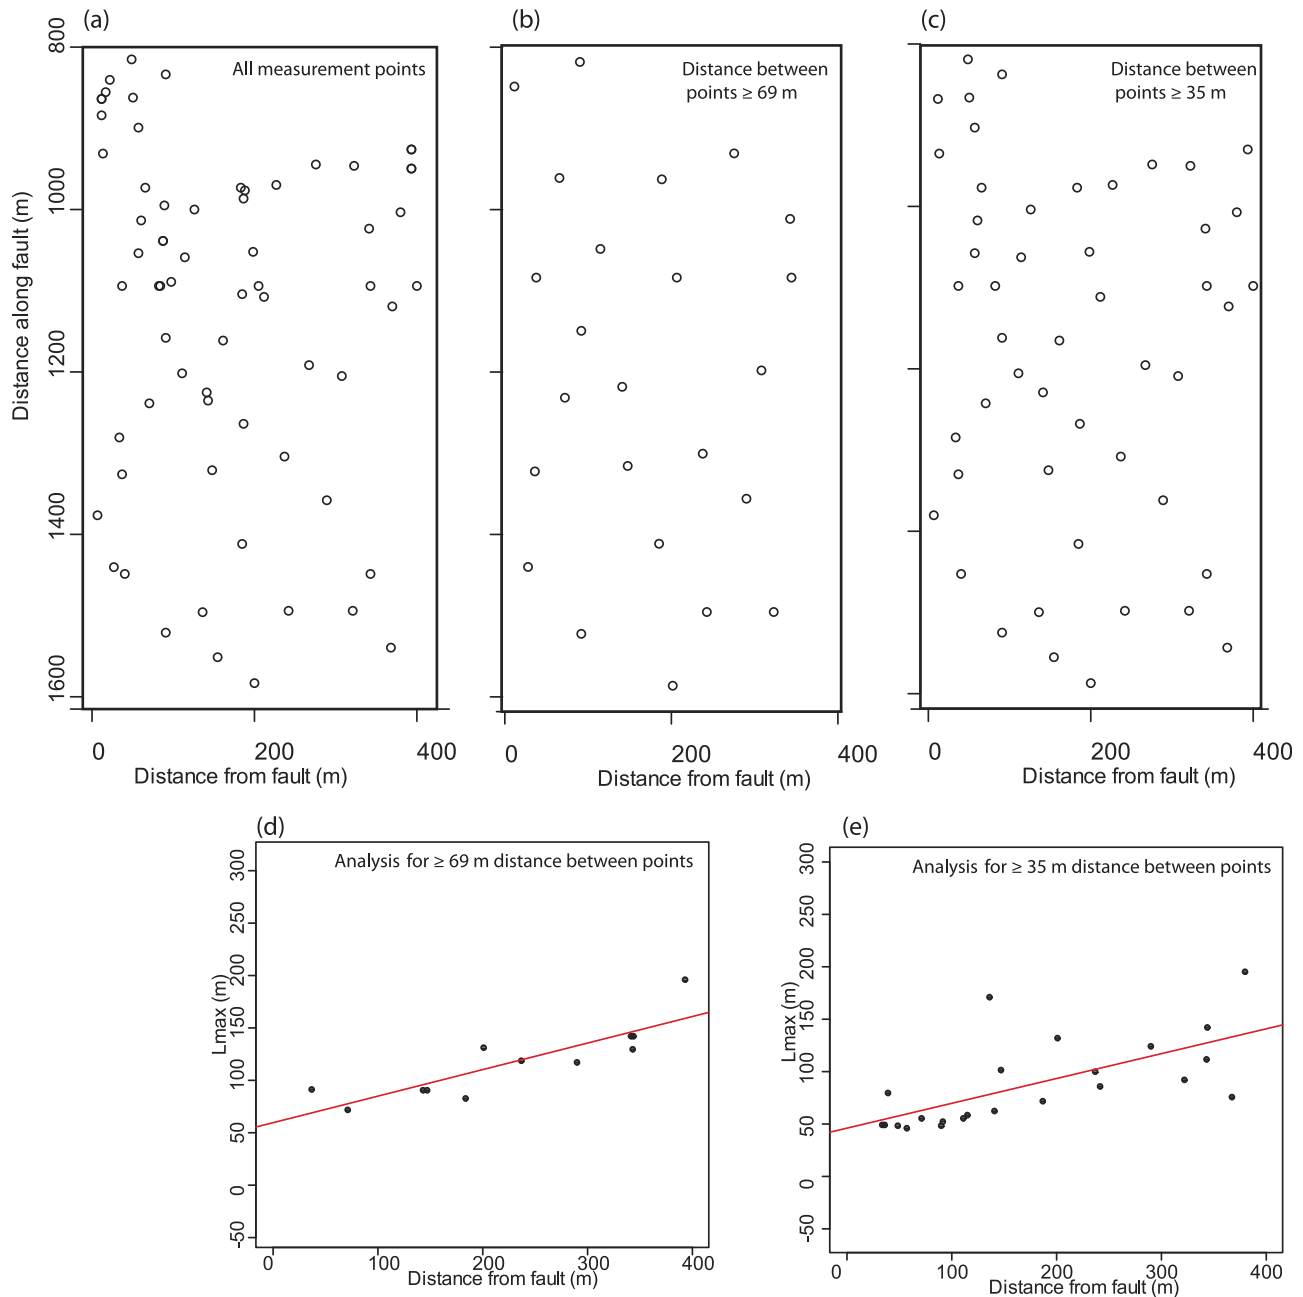 (a)
(b)
(c)
All measurement points
Distance between
points ≥ 69 m
Distance between
points ≥ 35 m
800
1000
1200
1400
1600
Distance along fault (m)
0
200
400
0
200
400
0
200
400
Distance from fault (m)
Distance from fault (m)
Distance from fault (m)
(d)
(e)
Analysis for ≥ 69 m distance between points
Analysis for ≥ 35 m distance between points
300
250
200
150
100
50
0
-50
Lmax (m)
300
250
200
150
100
50
0
-50
Lmax (m)
0
100
200
300
400
0
100
200
300
400
Distance from fault (m)
Distance from fault (m)